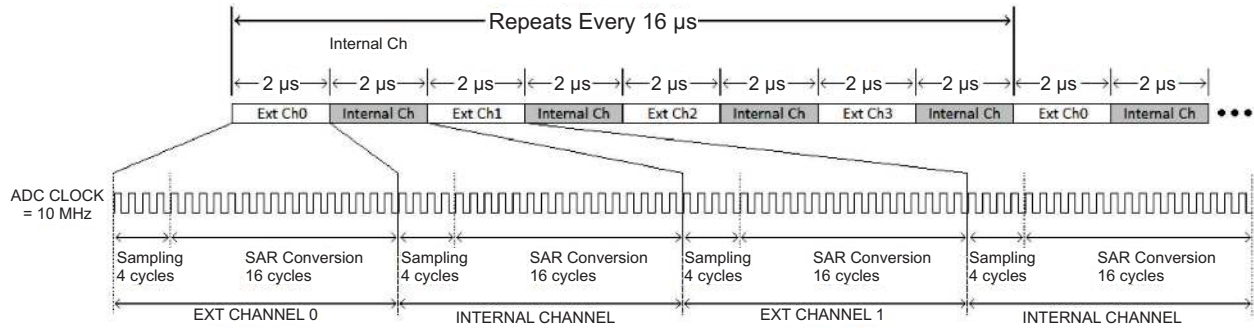 Repeats Every 16 µs
Internal Ch
2 µs 2 µs 2 µs 2 µs 2 µs 2 µs 2 µs 2 µs 2 µs 2 µs
Ext Ch0 Internal Ch Ext Ch1 Internal Ch Ext Ch2 Internal Ch Ext Ch3 Internal Ch Ext Ch0 Internal Ch
ADC CLOCK
= 10 MHz
Sampling SAR Conversion Sampling SAR Conversion Sampling SAR Conversion Sampling SAR Conversion
4 cycles 16 cycles 4 cycles 16 cycles 4 cycles 16 cycles 4 cycles 16 cycles
EXT CHANNEL 0 INTERNAL CHANNEL EXT CHANNEL 1 INTERNAL CHANNEL